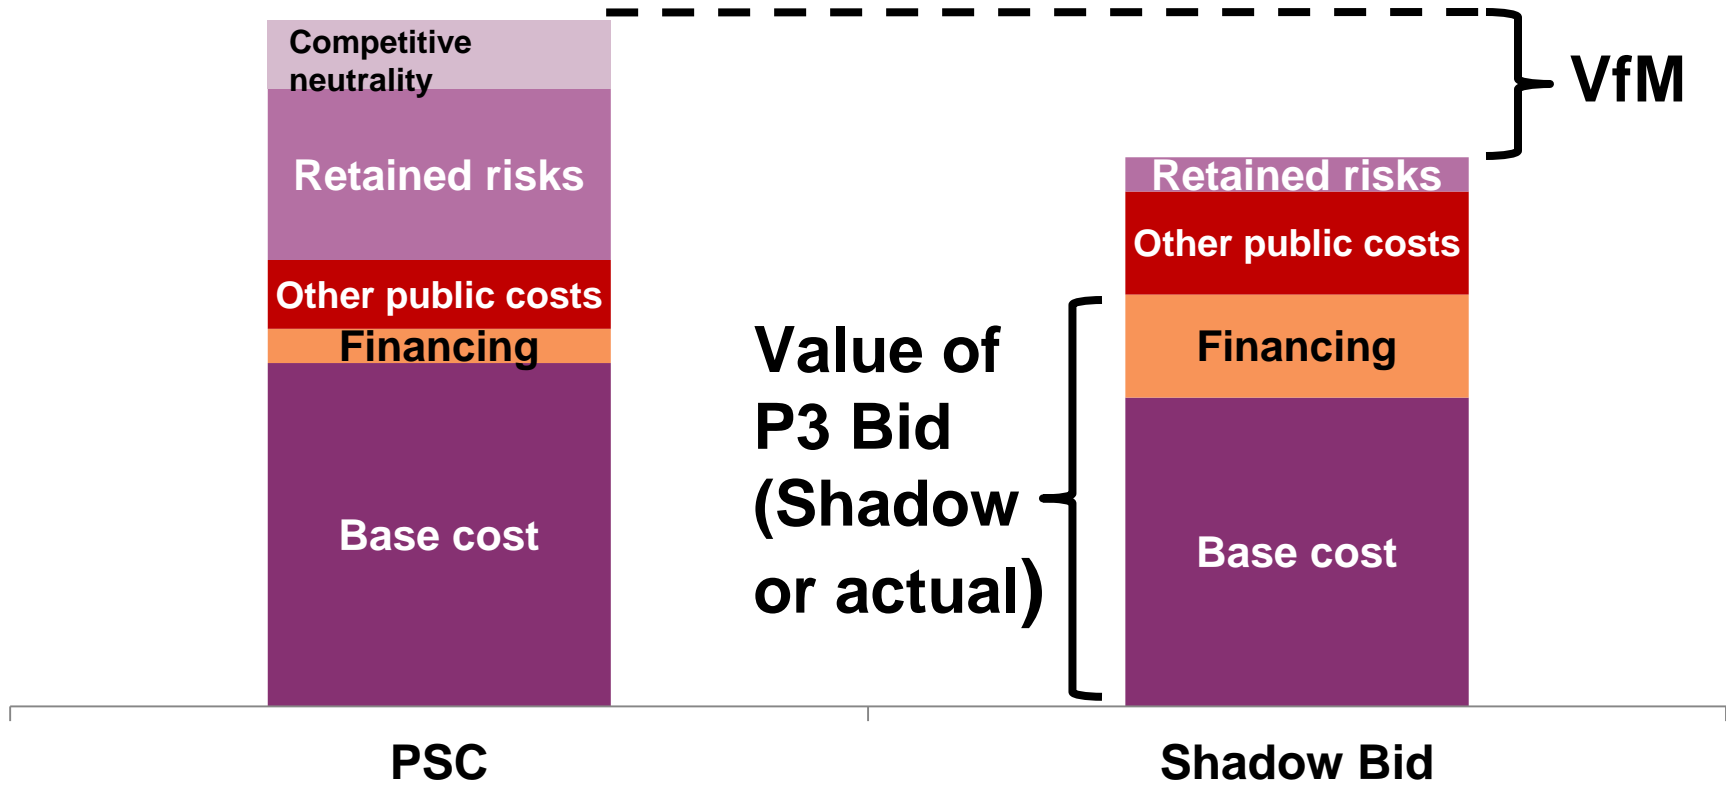 Competitive
neutrality
Retained risks
Other public costs
Financing
Base cost
PSC
Value of
P3 Bid
(Shadow
or actual)
Retained risks
Other public costs
Financing
Base cost
Shadow Bid
VfM